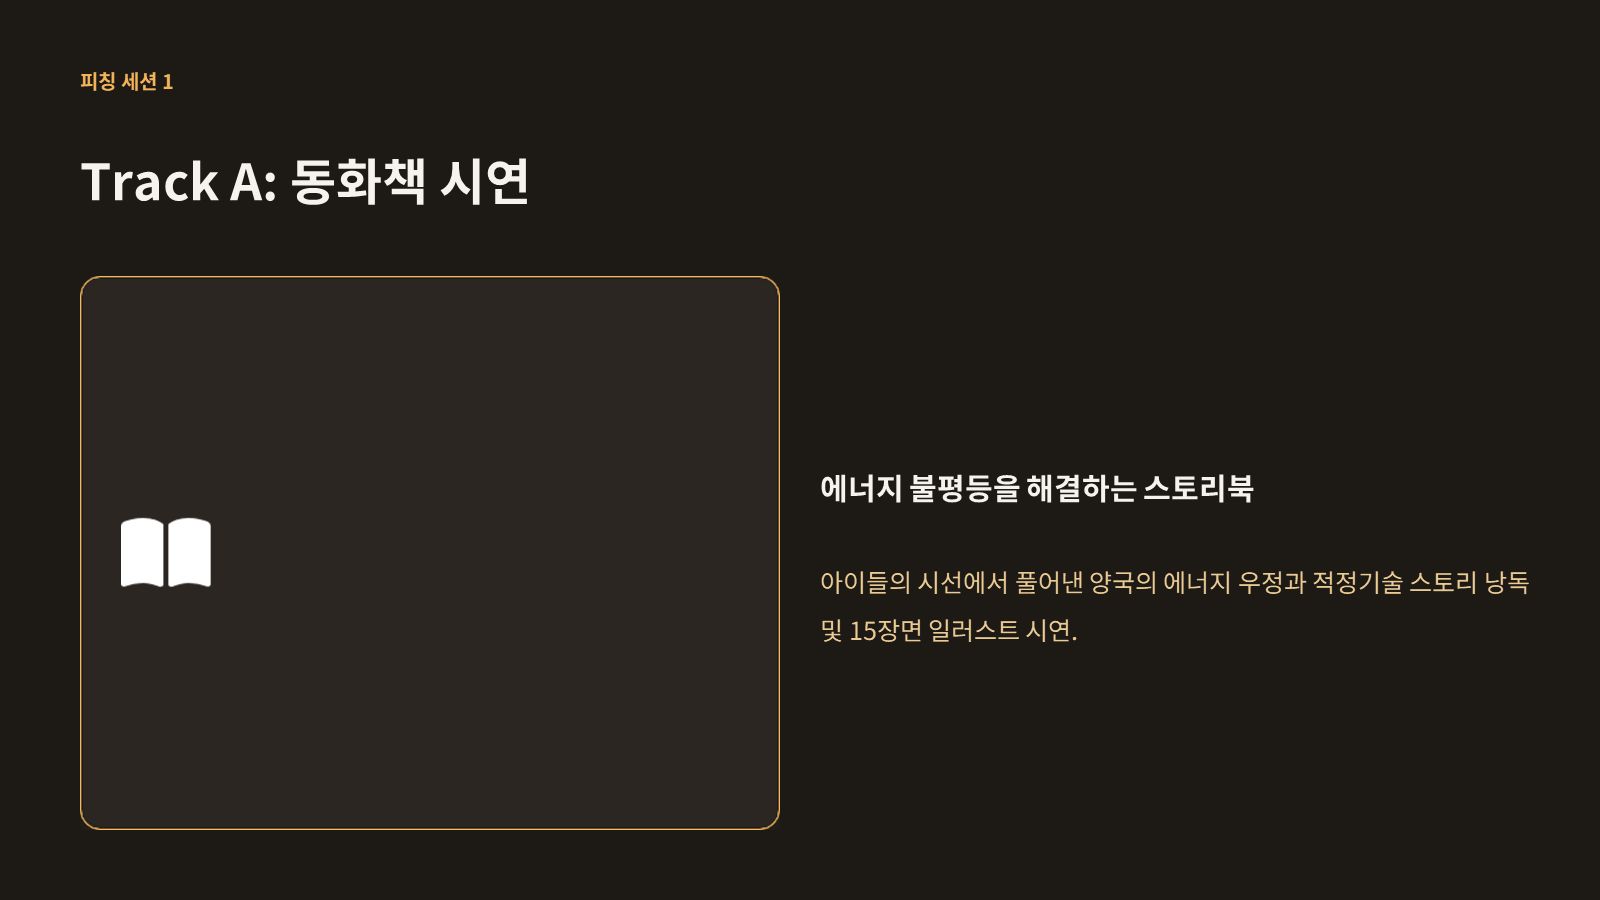 피칭 세션 1
Track A: 동화책 시연
에너지 불평등을 해결하는 스토리북
아이들의 시선에서 풀어낸 양국의 에너지 우정과 적정기술 스토리 낭독
및 15장면 일러스트 시연.